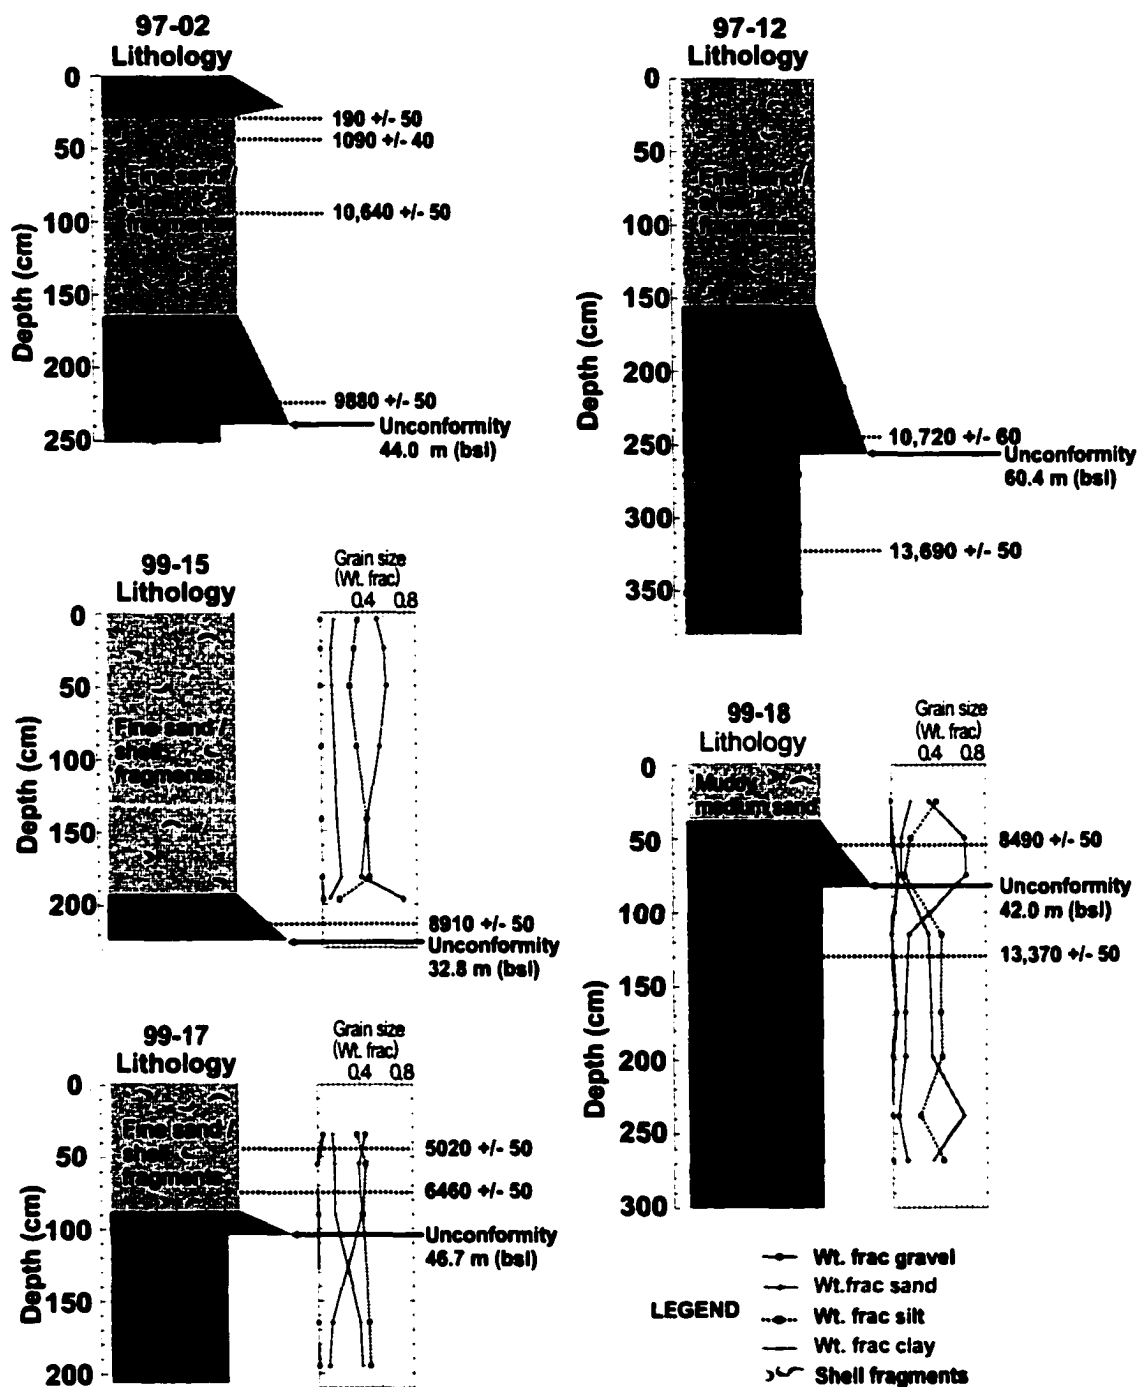 97-02
Lithology
0
50
100
150
200
250
Depth (cm)
Fine sand /
shell
fragments
190 +/- 50
1090 +/- 40
10,640 +/- 50
9880 +/- 50
Unconformity
44.0 m (bsl)
97-12
Lithology
0
50
100
150
200
250
300
350
Depth (cm)
Fine sand /
shell
fragments
10,720 +/- 60
Unconformity
60.4 m (bsl)
13,690 +/- 50
99-15
Lithology
0
50
100
150
200
Depth (cm)
Fine sand /
shell
fragments
Grain size
(Wt. frac)
0.4 0.8
8910 +/- 50
Unconformity
32.8 m (bsl)
99-18
Lithology
0
50
100
150
200
250
300
Depth (cm)
Muddy
medium sand
Grain size
(Wt. frac)
0.4 0.8
8490 +/- 50
Unconformity
42.0 m (bsl)
13,370 +/- 50
99-17
Lithology
0
50
100
150
200
Depth (cm)
Fine sand /
shell
fragments
Grain size
(Wt. frac)
0.4 0.8
5020 +/- 50
6460 +/- 50
Unconformity
46.7 m (bsl)
LEGEND
Wt. frac gravel
Wt.frac sand
Wt. frac silt
Wt. frac clay
Shell fragments